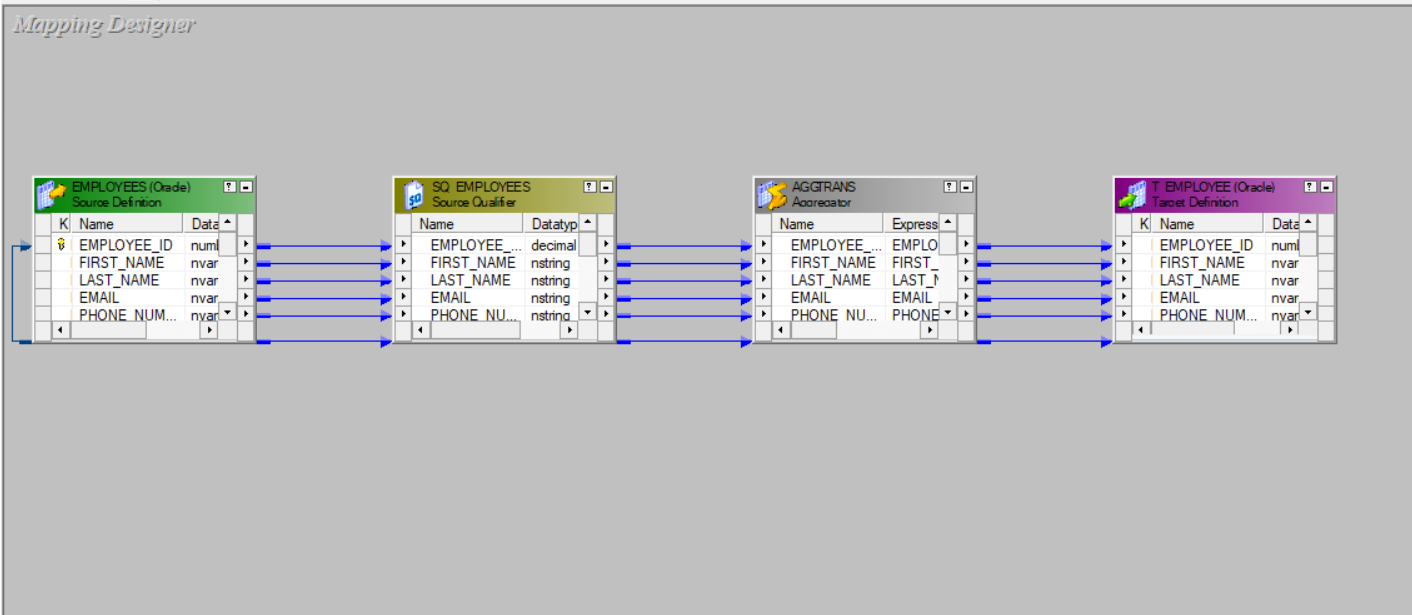 Mapping Designer
EMPLOYEES (Oracle)
Source Definition
K Name Data
EMPLOYEE_ID numl
FIRST_NAME nvar
LAST_NAME nvar
EMAIL nvar
PHONE_NUM... nvar
SQ_EMPLOYEES
Source Qualifier
Name Datatyp
EMPLOYEE_... decimal
FIRST_NAME nstring
LAST_NAME nstring
EMAIL nstring
PHONE_NU... nstring
AGGTRANS
Aggregator
Name Express
EMPLOYEE_... EMPLO
FIRST_NAME FIRST_
LAST_NAME LAST_N
EMAIL EMAIL
PHONE_NU... PHONE
T_EMPLOYEE (Oracle)
Target Definition
K Name Data
EMPLOYEE_ID numl
FIRST_NAME nvar
LAST_NAME nvar
EMAIL nvar
PHONE_NUM... nvar